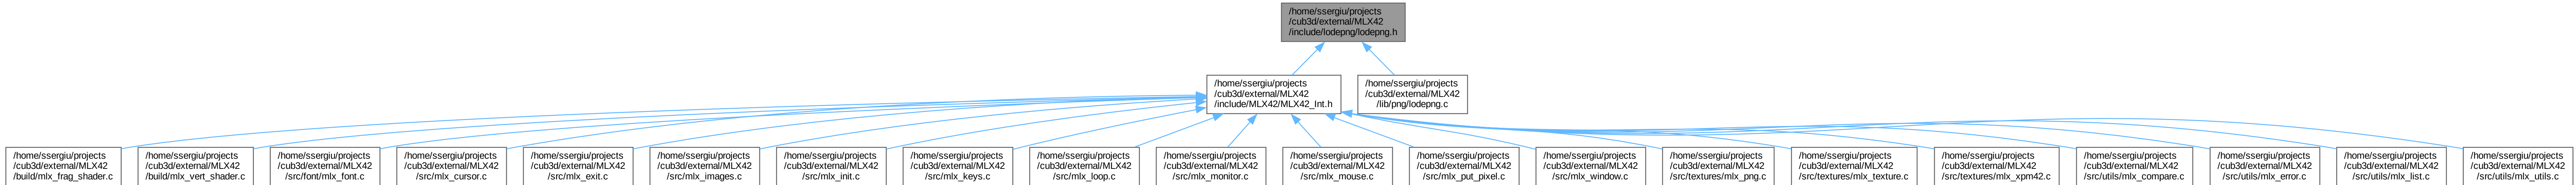 /home/ssergiu/projects
/cub3d/external/MLX42
/include/lodepng/lodepng.h
/home/ssergiu/projects
/cub3d/external/MLX42
/include/MLX42/MLX42_Int.h
/home/ssergiu/projects
/cub3d/external/MLX42
/lib/png/lodepng.c
/home/ssergiu/projects
/cub3d/external/MLX42
/build/mlx_frag_shader.c
/home/ssergiu/projects
/cub3d/external/MLX42
/build/mlx_vert_shader.c
/home/ssergiu/projects
/cub3d/external/MLX42
/src/font/mlx_font.c
/home/ssergiu/projects
/cub3d/external/MLX42
/src/mlx_cursor.c
/home/ssergiu/projects
/cub3d/external/MLX42
/src/mlx_exit.c
/home/ssergiu/projects
/cub3d/external/MLX42
/src/mlx_images.c
/home/ssergiu/projects
/cub3d/external/MLX42
/src/mlx_init.c
/home/ssergiu/projects
/cub3d/external/MLX42
/src/mlx_keys.c
/home/ssergiu/projects
/cub3d/external/MLX42
/src/mlx_loop.c
/home/ssergiu/projects
/cub3d/external/MLX42
/src/mlx_monitor.c
/home/ssergiu/projects
/cub3d/external/MLX42
/src/mlx_mouse.c
/home/ssergiu/projects
/cub3d/external/MLX42
/src/mlx_put_pixel.c
/home/ssergiu/projects
/cub3d/external/MLX42
/src/mlx_window.c
/home/ssergiu/projects
/cub3d/external/MLX42
/src/textures/mlx_png.c
/home/ssergiu/projects
/cub3d/external/MLX42
/src/textures/mlx_texture.c
/home/ssergiu/projects
/cub3d/external/MLX42
/src/textures/mlx_xpm42.c
/home/ssergiu/projects
/cub3d/external/MLX42
/src/utils/mlx_compare.c
/home/ssergiu/projects
/cub3d/external/MLX42
/src/utils/mlx_error.c
/home/ssergiu/projects
/cub3d/external/MLX42
/src/utils/mlx_list.c
/home/ssergiu/projects
/cub3d/external/MLX42
/src/utils/mlx_utils.c